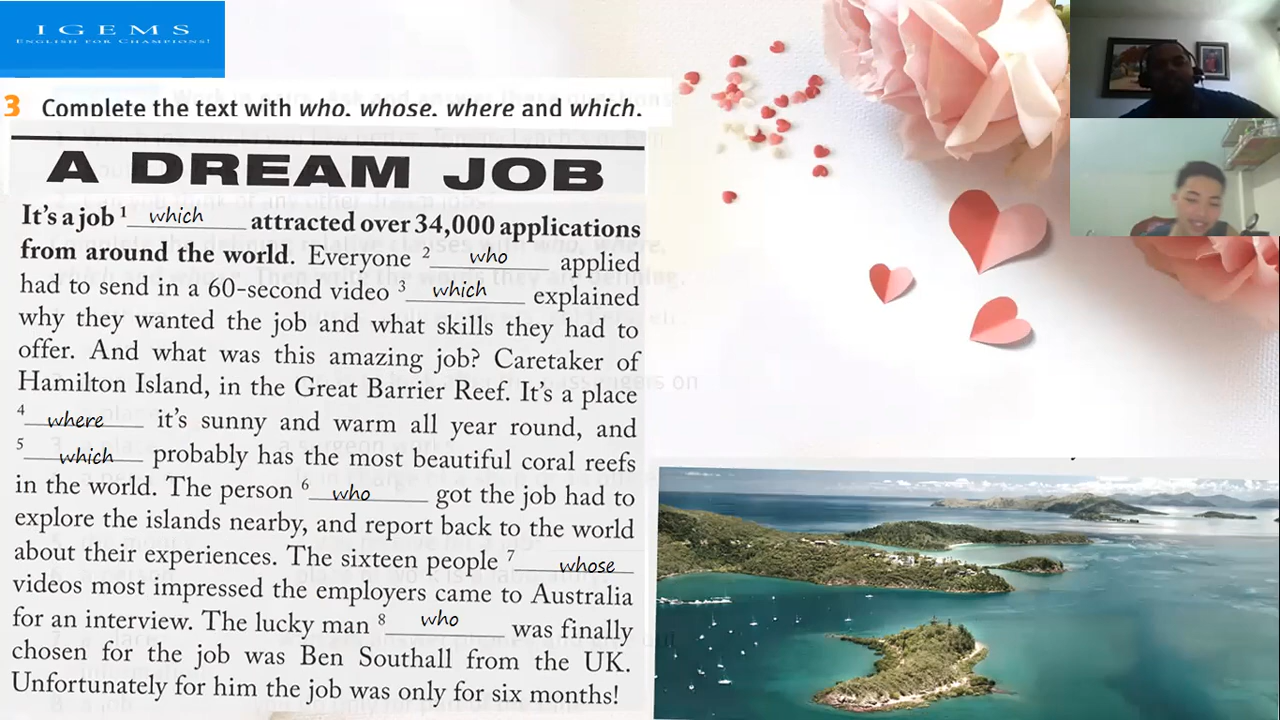 IGEMS
ENGLISH FOR CHAMPIONS!
3 Complete the text with who, whose, where and which.
A DREAM JOB
It's a job 1 which attracted over 34,000 applications
from around the world. Everyone 2 who applied
had to send in a 60-second video 3 which explained
why they wanted the job and what skills they had to
offer. And what was this amazing job? Caretaker of
Hamilton Island, in the Great Barrier Reef. It's a place
4 where it's sunny and warm all year round, and
5 which probably has the most beautiful coral reefs
in the world. The person 6 who got the job had to
explore the islands nearby, and report back to the world
about their experiences. The sixteen people 7 whose
videos most impressed the employers came to Australia
for an interview. The lucky man 8 who was finally
chosen for the job was Ben Southall from the UK.
Unfortunately for him the job was only for six months!